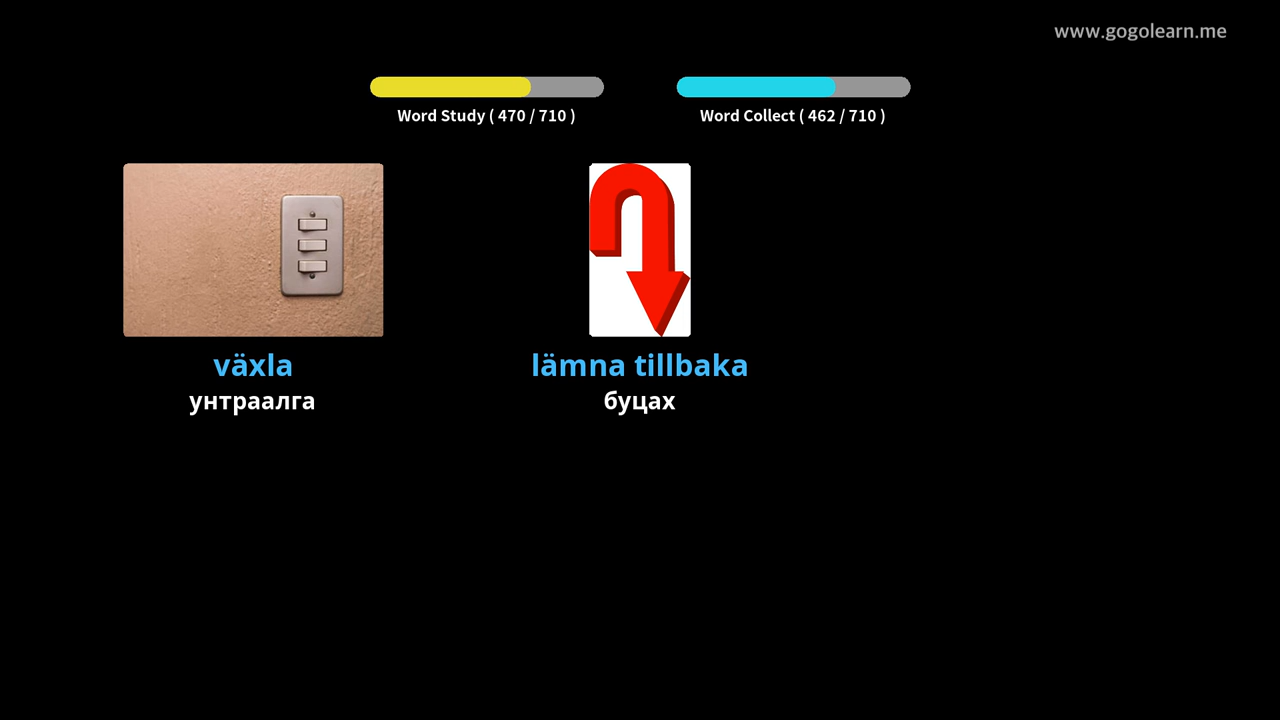 www.gogolearn.me
Word Study ( 470 / 710 )
Word Collect ( 462 / 710 )
växla
унтраалга
lämna tillbaka
буцах